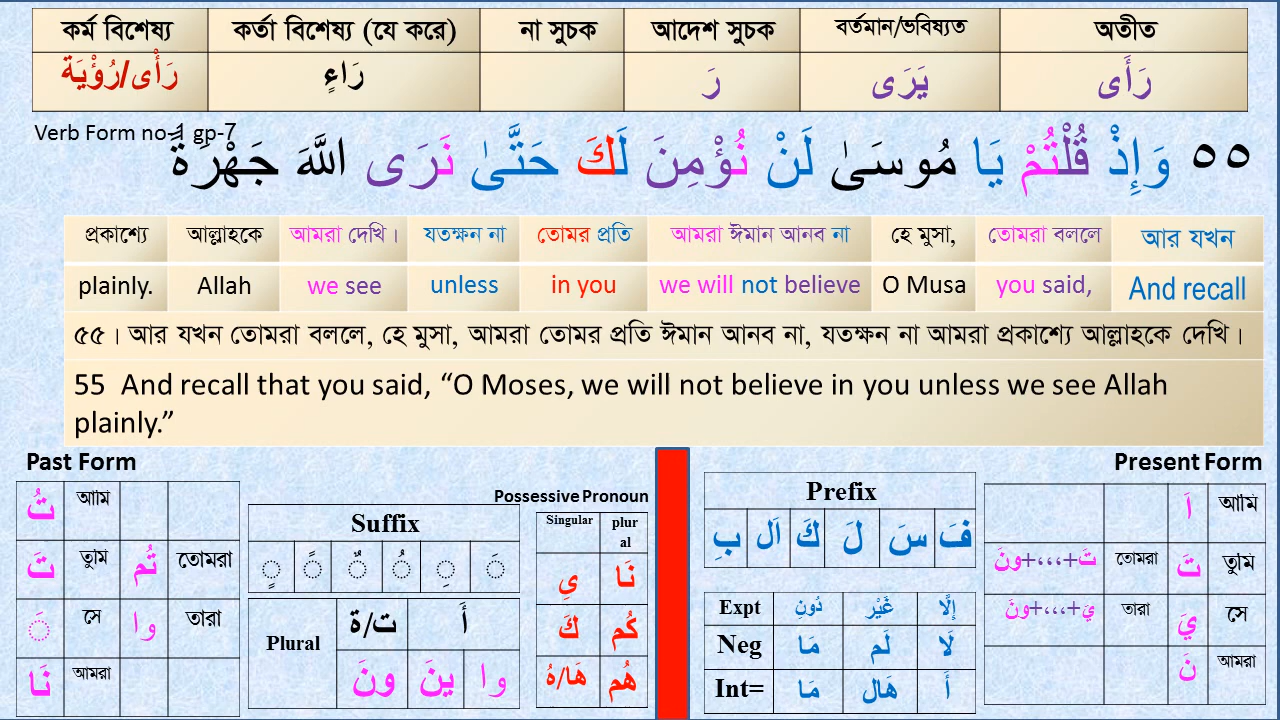 কর্ম বিশেষ্য কর্তা বিশেষ্য (যে করে) না সুচক আদেশ সুচক বর্তমান/ভবিষ্যত অতীত
رَأْى/رُؤْيَة رَاءٍ رَ يَرَى رَأَى
Verb Form no-1 gp-7
٥٥ وَإِذْ قُلْتُمْ يَا مُوسَىٰ لَنْ نُؤْمِنَ لَكَ حَتَّىٰ نَرَى اللَّهَ جَهْرَةً
প্রকাশ্যে আল্লাহকে আমরা দেখি। যতক্ষন না তোমর প্রতি আমরা ঈমান আনব না হে মুসা, তোমরা বললে আর যখন
plainly. Allah we see unless in you we will not believe O Musa you said, And recall
৫৫। আর যখন তোমরা বললে, হে মুসা, আমরা তোমর প্রতি ঈমান আনব না, যতক্ষন না আমরা প্রকাশ্যে আল্লাহকে দেখি।
55 And recall that you said, “O Moses, we will not believe in you unless we see Allah
plainly.”
Past Form
تُ আমি
تَ তুমি تُم তোমরা
سে وا তারা
نَا আমরা
Suffix
Plural ت/ة أَ
ونَ ينَ وا
Possessive Pronoun
Singular plur
al
يِ نَا
كَ كُم
هَا/هُ هُم
Prefix
بِ اَل كَ لَ سَ فَ
Expt دُونِ غَيْر إِلَّا
Neg مَا لَم لَا
Int= مَا هَال أَ
Present Form
اَ আমি
تَ+،،،+ونَ তোমরা تَ তুমি
يَ+،،،+ونَ তারা يَ সে
نَ আমরা